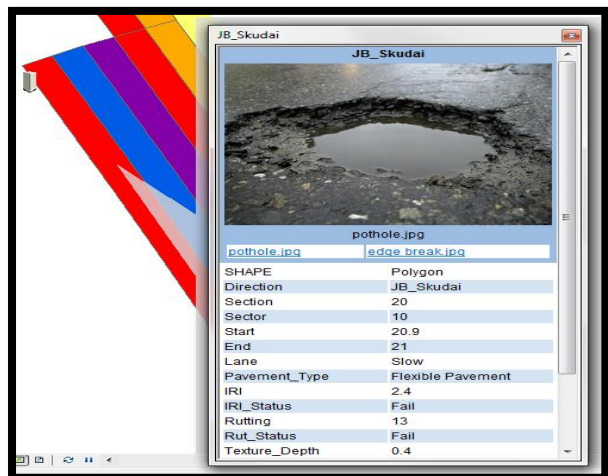 JB_Skudai
JB_Skudai
pothole.jpg
pothole.jpg edge break.jpg
SHAPE Polygon
Direction JB_Skudai
Section 20
Sector 10
Start 20.9
End 21
Lane Slow
Pavement_Type Flexible Pavement
IRI 2.4
IRI_Status Fail
Rutting 13
Rut_Status Fail
Texture_Depth 0.4